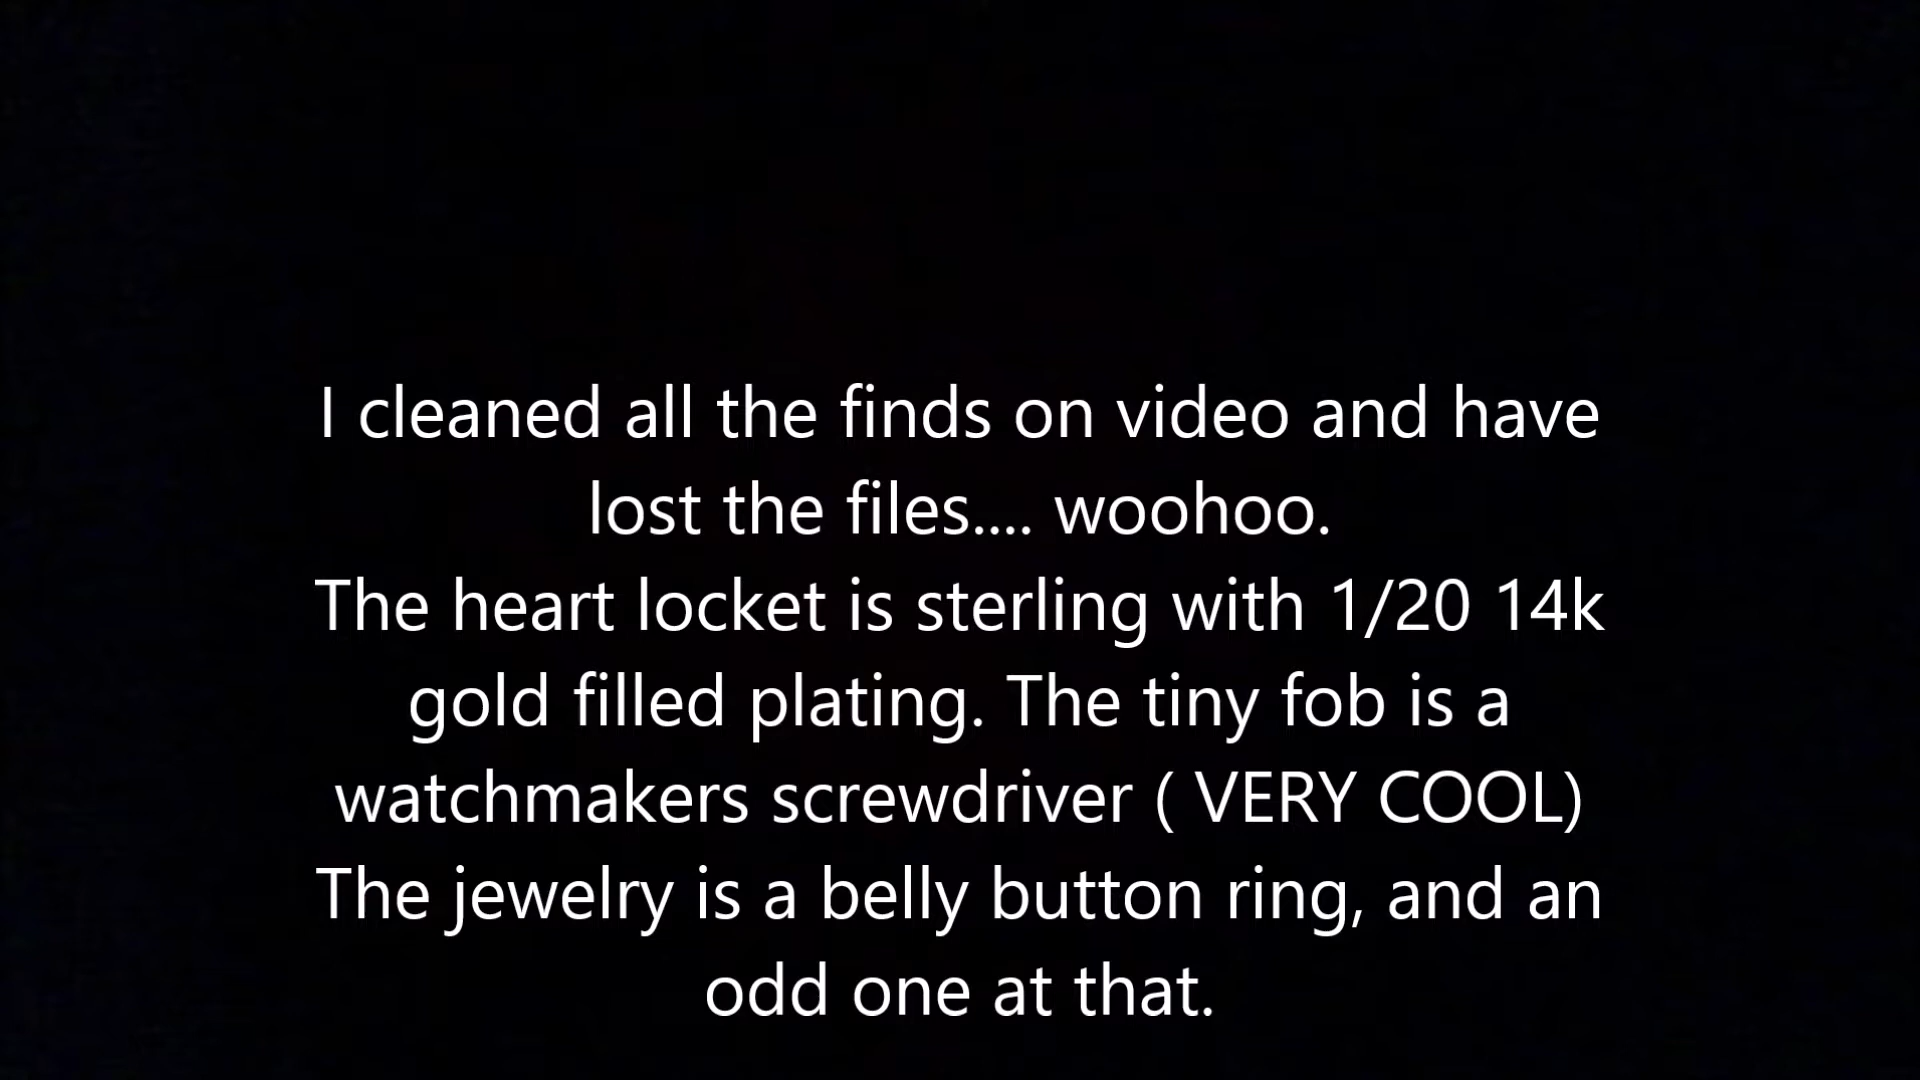 I cleaned all the finds on video and have
lost the files.... woohoo.
The heart locket is sterling with 1/20 14k
gold filled plating. The tiny fob is a
watchmakers screwdriver ( VERY COOL)
The jewelry is a belly button ring, and an
odd one at that.